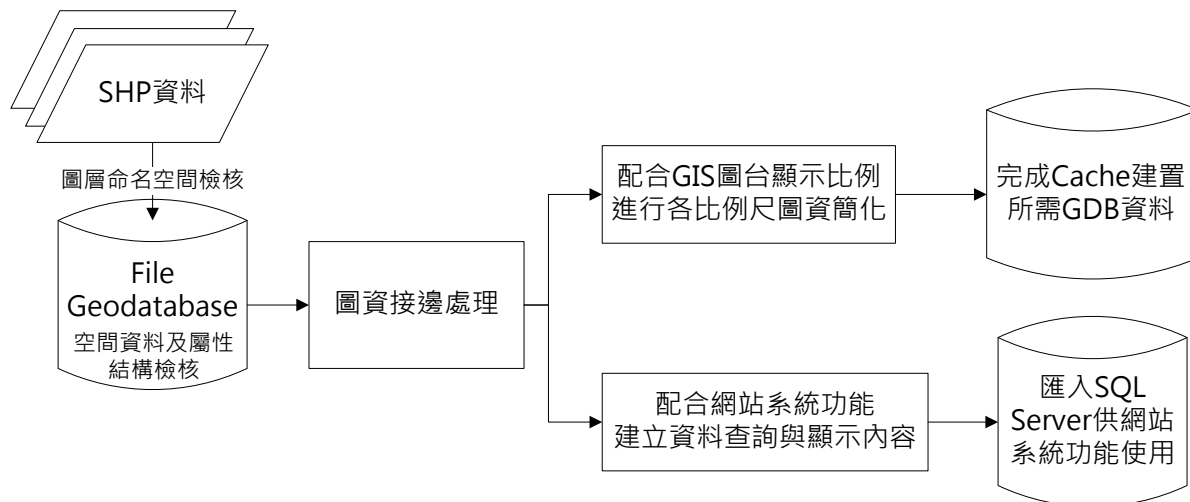 SHP資料
圖層命名空間檢核
File
Geodatabase
空間資料及屬性
結構檢核
圖資接邊處理
配合GIS圖台顯示比例
進行各比例尺圖資簡化
完成Cache建置
所需GDB資料
配合網站系統功能
建立資料查詢與顯示內容
匯入SQL
Server供網站
系統功能使用